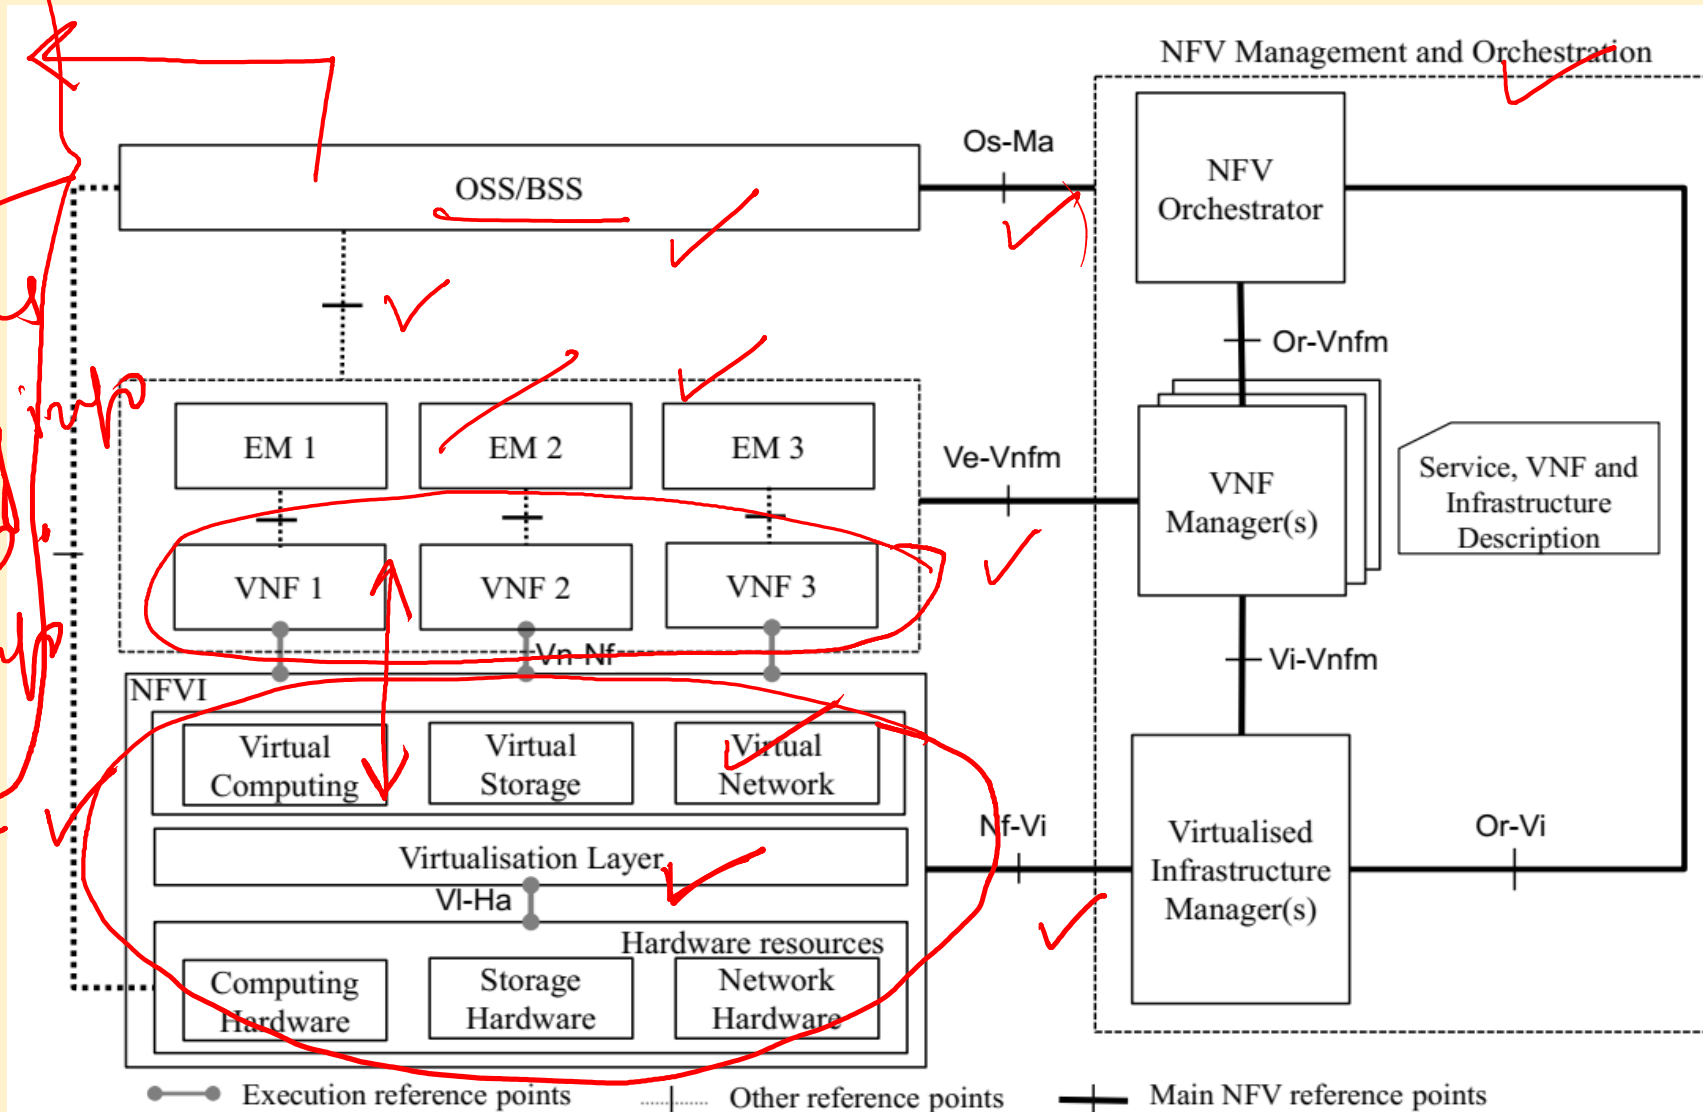 NFV Management and Orchestration
Os-Ma
OSS/BSS
NFV
Orchestrator
Or-Vnfm
info
EM 1
EM 2
EM 3
Ve-Vnfm
VNF
Manager(s)
Service, VNF and
Infrastructure
Description
VNF 1
VNF 2
VNF 3
Vn-Nf
Vi-Vnfm
NFVI
Virtual
Computing
Virtual
Storage
Virtual
Network
Nf-Vi
Virtualised
Infrastructure
Manager(s)
Or-Vi
Virtualisation Layer
Vl-Ha
Hardware resources
Computing
Hardware
Storage
Hardware
Network
Hardware
Execution reference points
Other reference points
Main NFV reference points